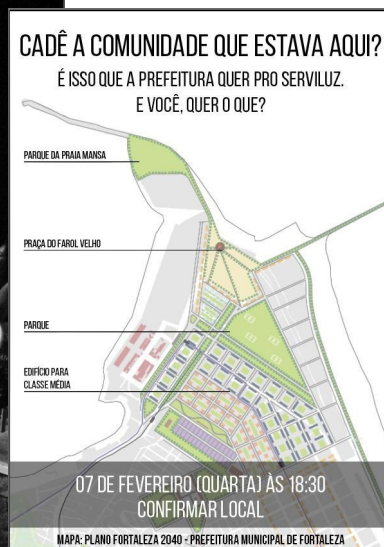 CADÊ A COMUNIDADE QUE ESTAVA AQUI?
É ISSO QUE A PREFEITURA QUER PRO SERVILUZ.
E VOCÊ, QUER O QUE?
PARQUE DA PRAIA MANSA
PRAÇA DO FAROL VELHO
PARQUE
EDIFÍCIO PARA
CLASSE MÉDIA
07 DE FEVEREIRO (QUARTA) ÀS 18:30
CONFIRMAR LOCAL
MAPA: PLANO FORTALEZA 2040 - PREFEITURA MUNICIPAL DE FORTALEZA